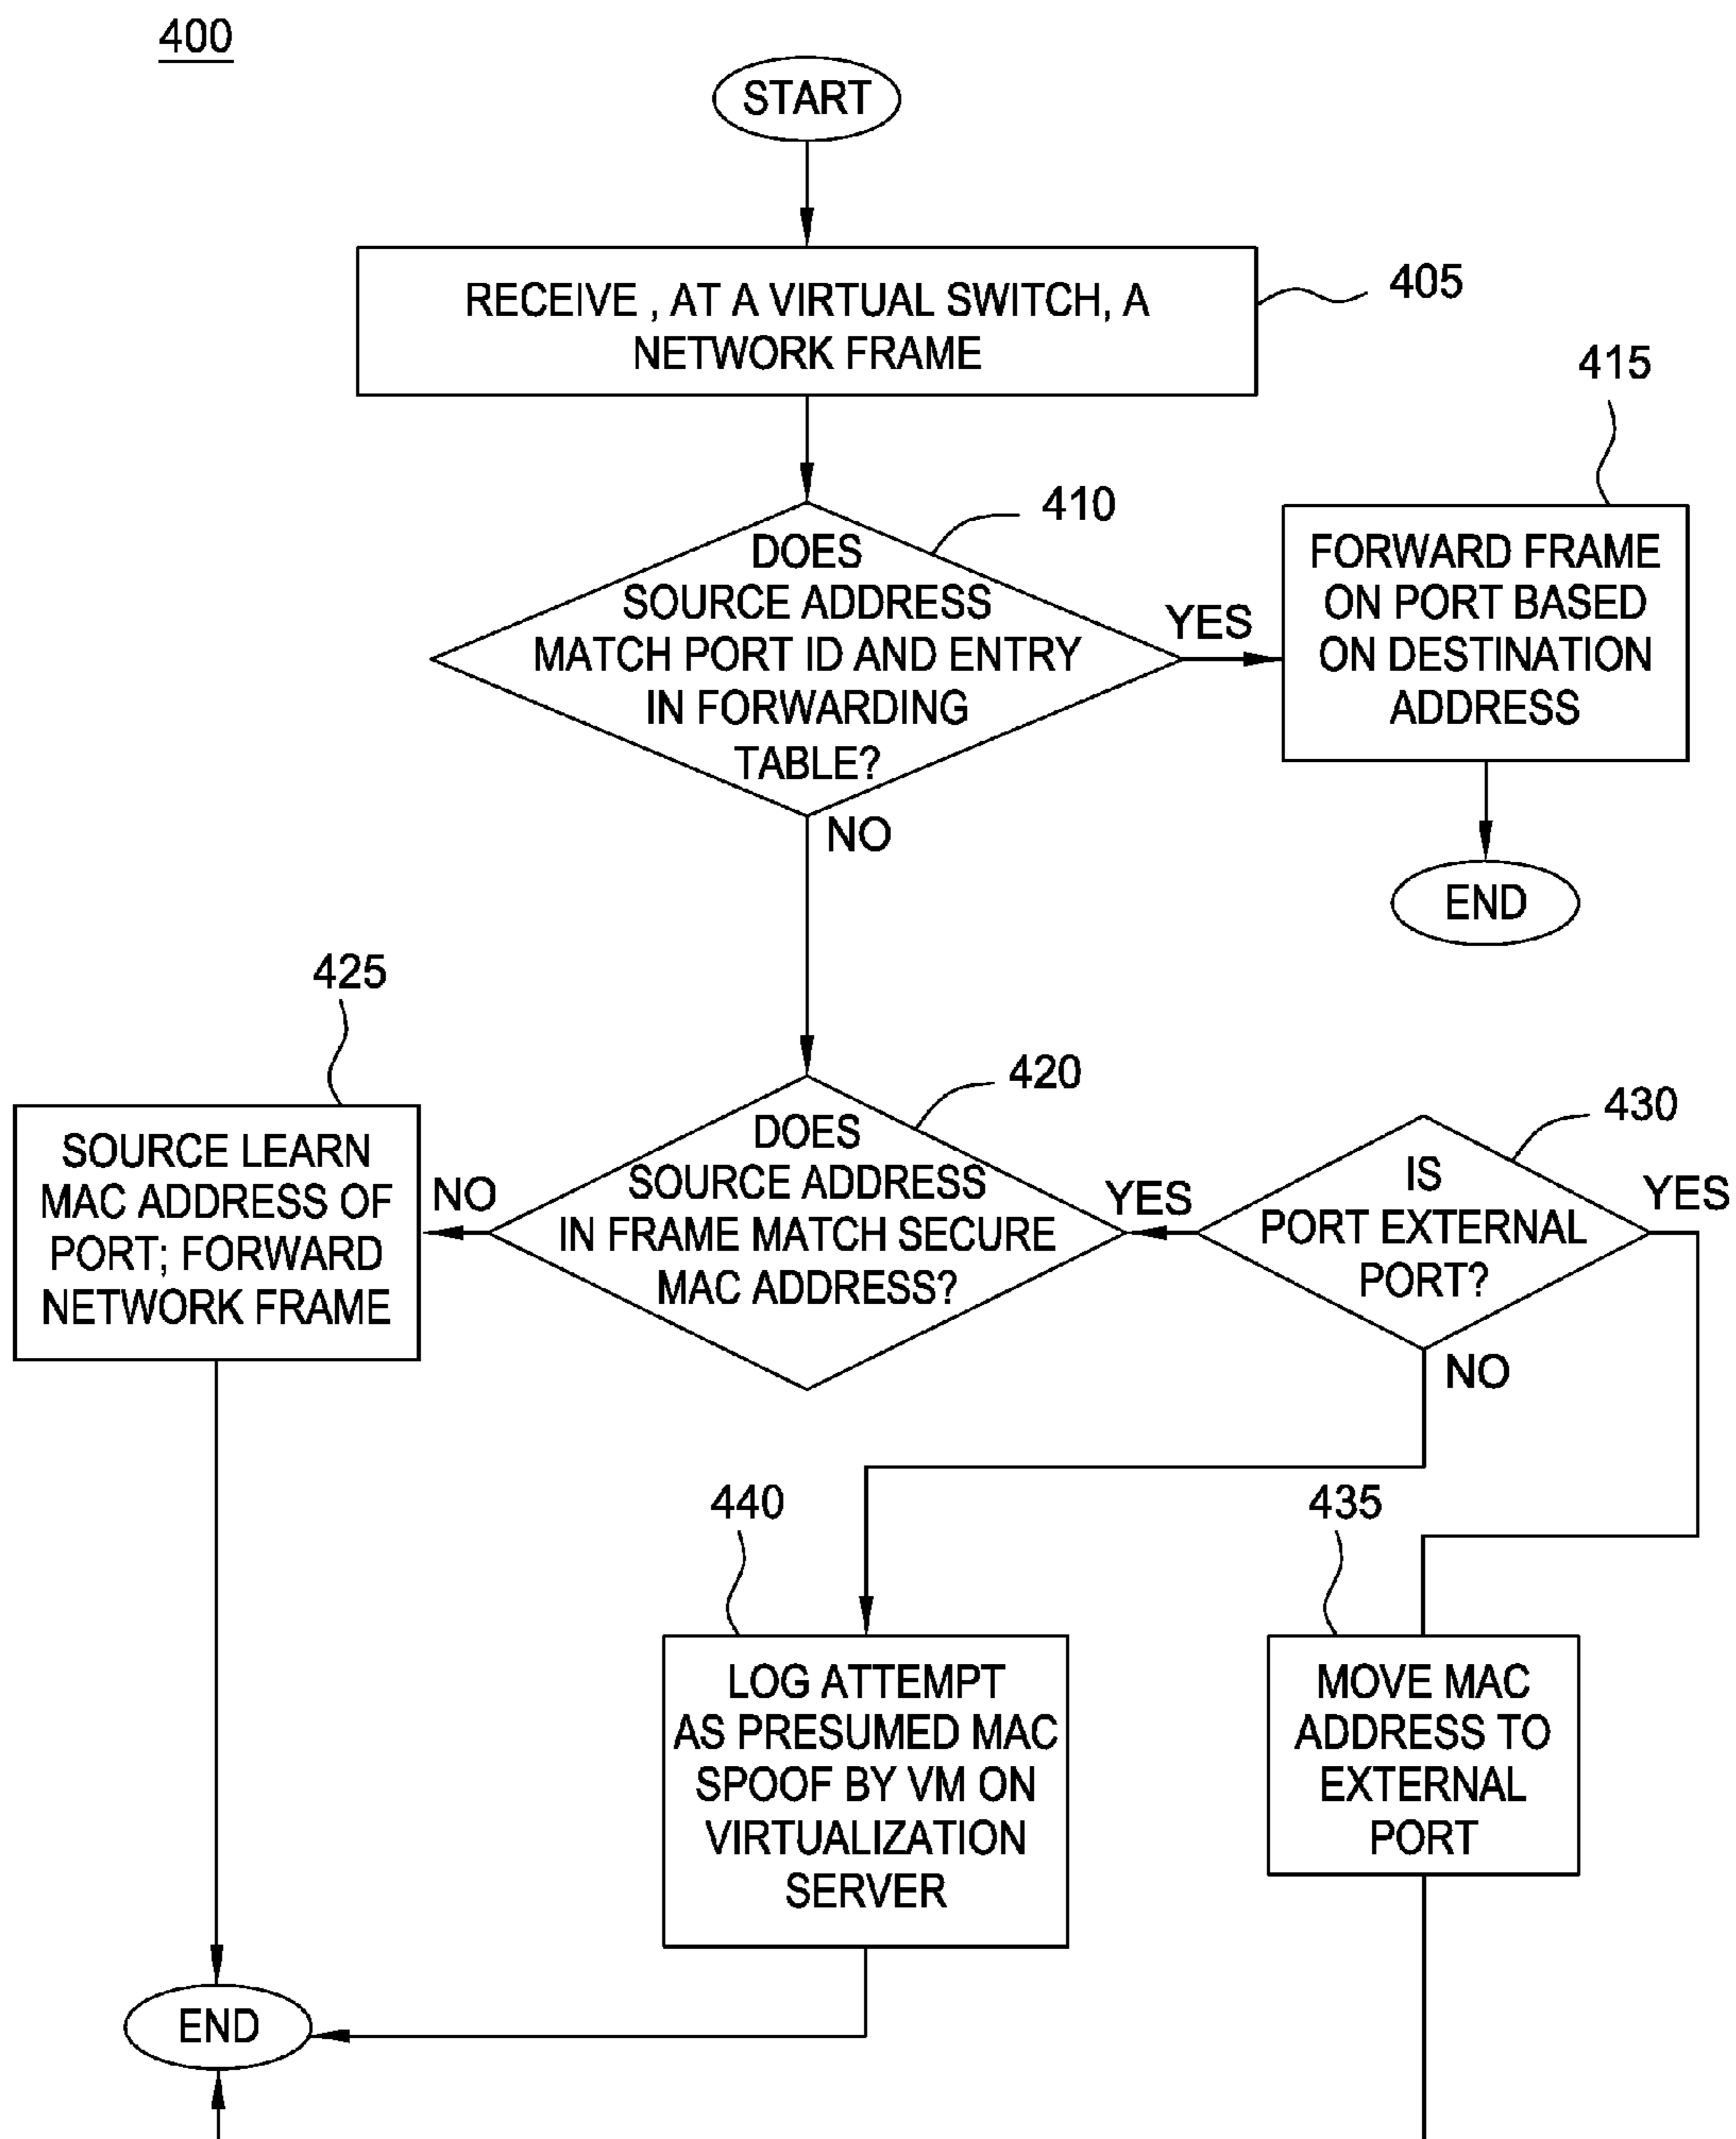 400
START
RECEIVE , AT A VIRTUAL SWITCH, A
NETWORK FRAME
405
DOES
SOURCE ADDRESS
MATCH PORT ID AND ENTRY
IN FORWARDING
TABLE?
410
YES
NO
415
FORWARD FRAME
ON PORT BASED
ON DESTINATION
ADDRESS
END
425
SOURCE LEARN
MAC ADDRESS OF
PORT; FORWARD
NETWORK FRAME
NO
DOES
SOURCE ADDRESS
IN FRAME MATCH SECURE
MAC ADDRESS?
420
YES
IS
PORT EXTERNAL
PORT?
430
YES
NO
440
LOG ATTEMPT
AS PRESUMED MAC
SPOOF BY VM ON
VIRTUALIZATION
SERVER
435
MOVE MAC
ADDRESS TO
EXTERNAL
PORT
END